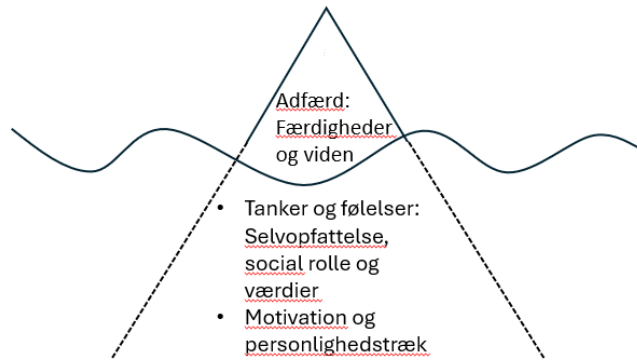 Adfærd:
Færdigheder
og viden
• Tanker og følelser:
Selvopfattelse,
social rolle og
værdier
• Motivation og
personlighedstræk